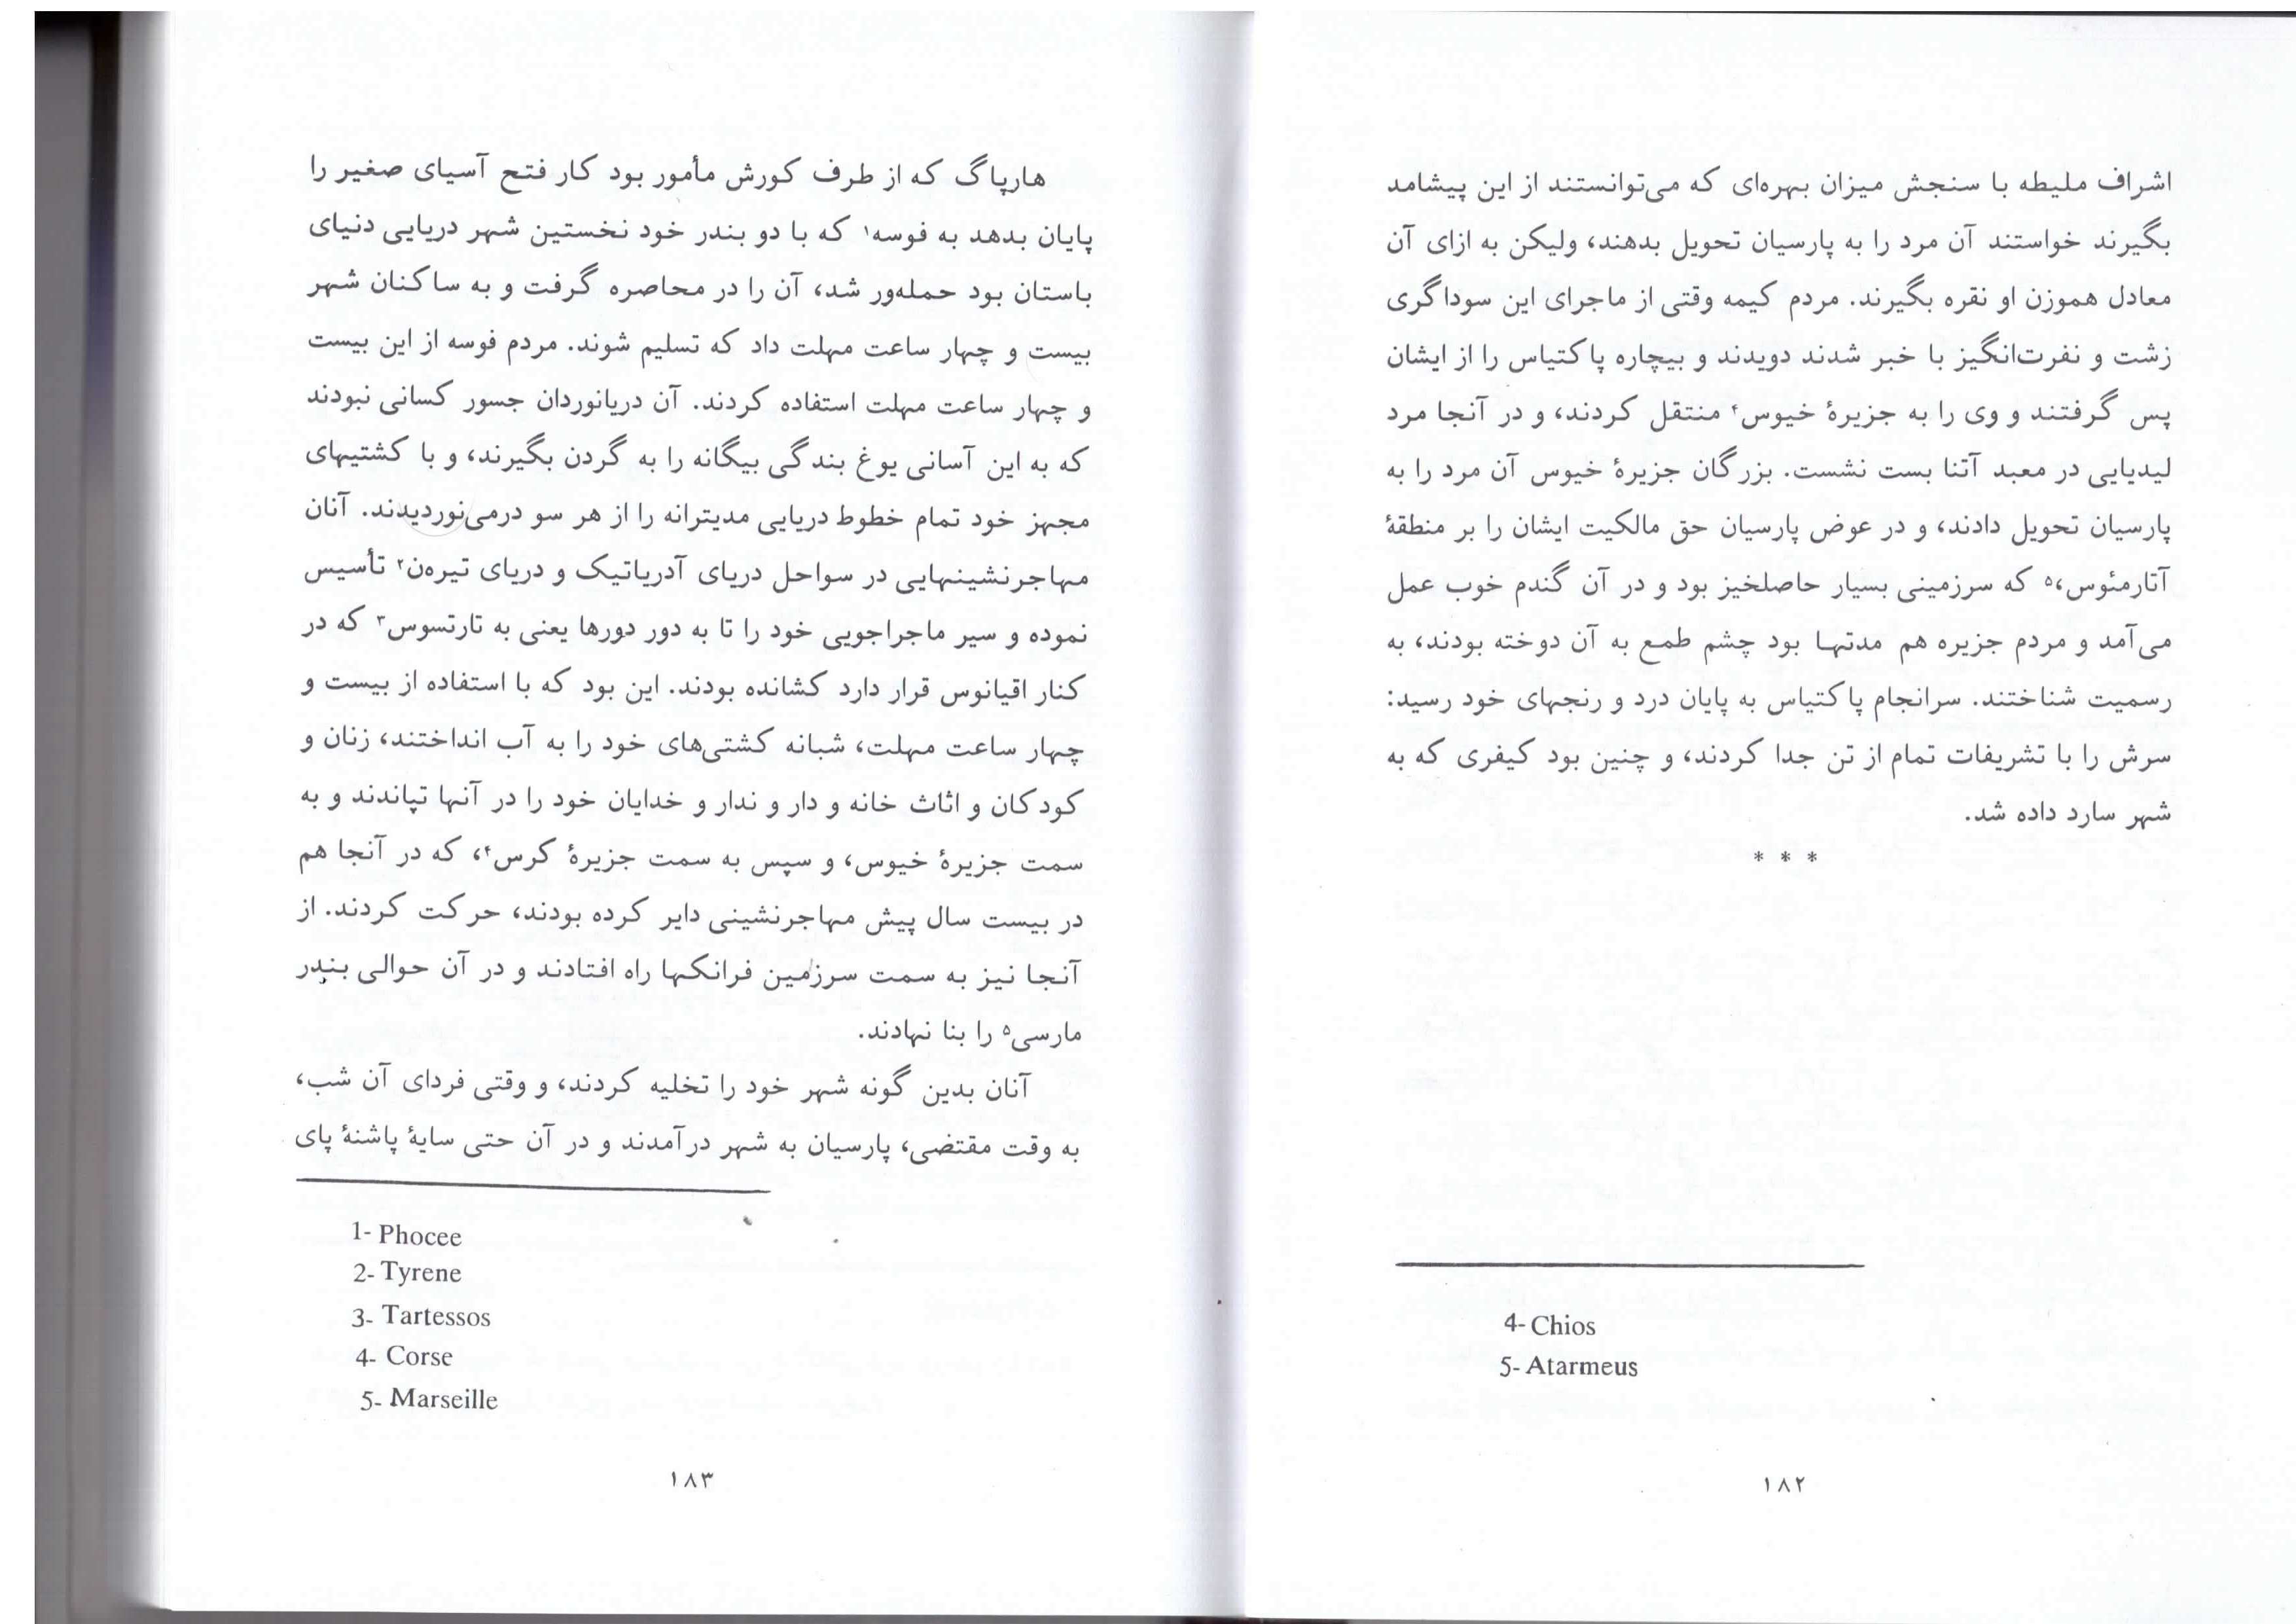 اشراف ملیطه با سنجش میزان بهره‌ای که می‌توانستند از این پیشامد
بگیرند خواستند آن مرد را به پارسیان تحویل بدهند، ولیکن به ازای آن
معادل هموزن او نقره بگیرند. مردم کیمه وقتی از ماجرای این سوداگری
زشت و نفرت‌انگیز با خبر شدند دویدند و بیچاره پاکتیاس را از ایشان
پس گرفتند و وی را به جزیرهٔ خیوس۴ منتقل کردند، و در آنجا مرد
لیدیایی در معبد آتنا بست نشست. بزرگان جزیرهٔ خیوس آن مرد را به
پارسیان تحویل دادند، و در عوض پارسیان حق مالکیت ایشان را بر منطقهٔ
آتارمئوس،۵ که سرزمینی بسیار حاصلخیز بود و در آن گندم خوب عمل
می‌آمد و مردم جزیره هم مدتها بود چشم طمع به آن دوخته بودند، به
رسمیت شناختند. سرانجام پاکتیاس به پایان درد و رنجهای خود رسید:
سرش را با تشریفات تمام از تن جدا کردند، و چنین بود کیفری که به
شهر سارد داده شد.
* * *
4- Chios
5- Atarmeus
۱۸۲
هارپاگ که از طرف کورش مأمور بود کار فتح آسیای صغیر را
پایان بدهد به فوسه۱ که با دو بندر خود نخستین شهر دریایی دنیای
باستان بود حمله‌ور شد، آن را در محاصره گرفت و به ساکنان شهر
بیست و چهار ساعت مهلت داد که تسلیم شوند. مردم فوسه از این بیست
و چهار ساعت مهلت استفاده کردند. آن دریانوردان جسور کسانی نبودند
که به این آسانی یوغ بندگی بیگانه را به گردن بگیرند، و با کشتیهای
مجهز خود تمام خطوط دریایی مدیترانه را از هر سو درمی‌نوردیدند. آنان
مهاجرنشینهایی در سواحل دریای آدریاتیک و دریای تیره‌ن۲ تأسیس
نموده و سیر ماجراجویی خود را تا به دور دورها یعنی به تارتسوس۳ که در
کنار اقیانوس قرار دارد کشانده بودند. این بود که با استفاده از بیست و
چهار ساعت مهلت، شبانه کشتی‌های خود را به آب انداختند، زنان و
کودکان و اثاث خانه و دار و ندار و خدایان خود را در آنها تپاندند و به
سمت جزیرهٔ خیوس، و سپس به سمت جزیرهٔ کرس۴، که در آنجا هم
در بیست سال پیش مهاجرنشینی دایر کرده بودند، حرکت کردند. از
آنجا نیز به سمت سرزمین فرانکها راه افتادند و در آن حوالی بندر
مارسی۵ را بنا نهادند.
آنان بدین گونه شهر خود را تخلیه کردند، و وقتی فردای آن شب،
به وقت مقتضی، پارسیان به شهر درآمدند و در آن حتی سایهٔ پاشنهٔ پای
1- Phocee
2- Tyrene
3- Tartessos
4- Corse
5- Marseille
۱۸۳